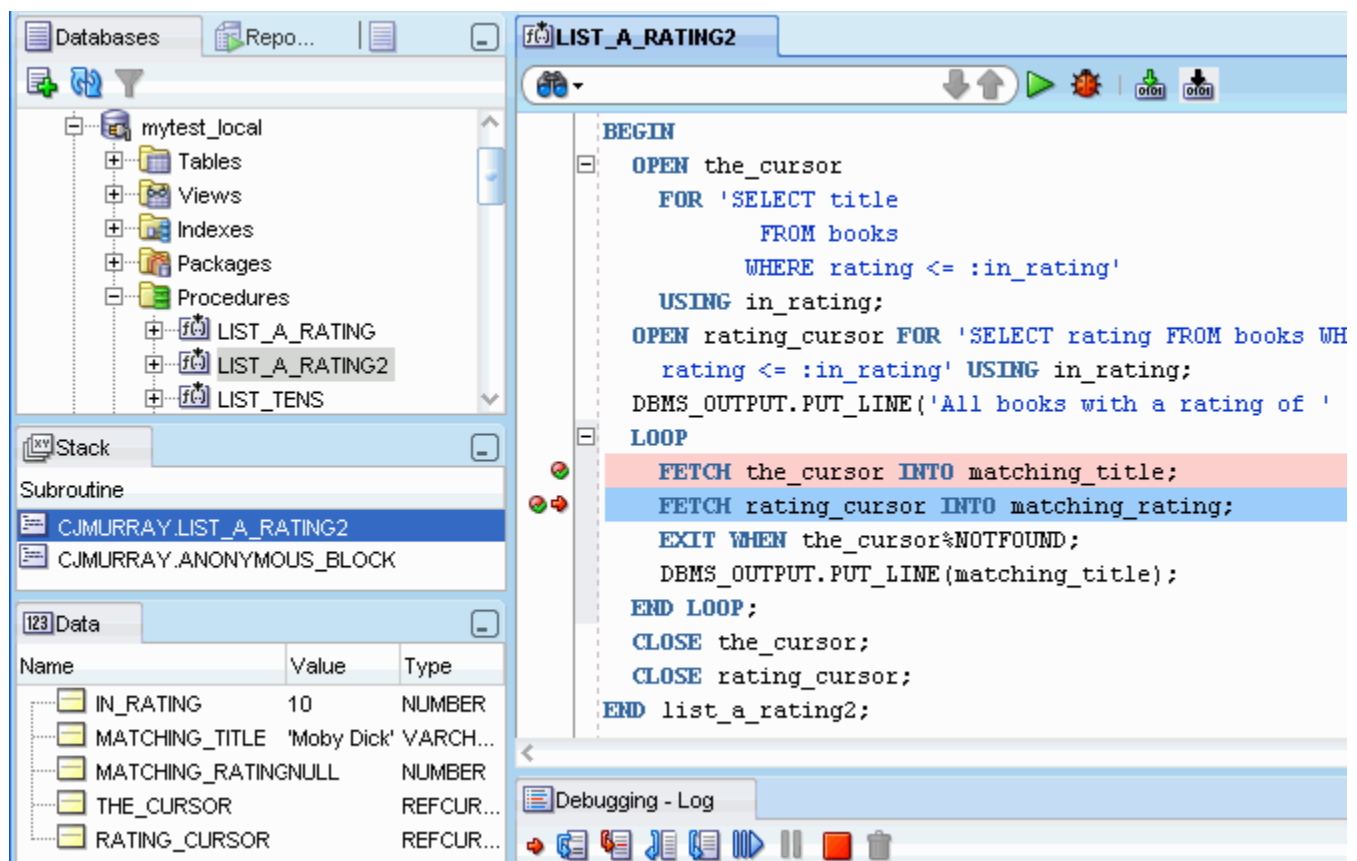 Databases
Repo...
mytest_local
Tables
Views
Indexes
Packages
Procedures
LIST_A_RATING
LIST_A_RATING2
LIST_TENS
Stack
Subroutine
CJMURRAY.LIST_A_RATING2
CJMURRAY.ANONYMOUS_BLOCK
Data
Name Value Type
IN_RATING 10 NUMBER
MATCHING_TITLE 'Moby Dick' VARCH...
MATCHING_RATING NULL NUMBER
THE_CURSOR REFCUR...
RATING_CURSOR REFCUR...
LIST_A_RATING2
BEGIN
OPEN the_cursor
FOR 'SELECT title
FROM books
WHERE rating <= :in_rating'
USING in_rating;
OPEN rating_cursor FOR 'SELECT rating FROM books WH
rating <= :in_rating' USING in_rating;
DBMS_OUTPUT.PUT_LINE('All books with a rating of '
LOOP
FETCH the_cursor INTO matching_title;
FETCH rating_cursor INTO matching_rating;
EXIT WHEN the_cursor%NOTFOUND;
DBMS_OUTPUT.PUT_LINE(matching_title);
END LOOP;
CLOSE the_cursor;
CLOSE rating_cursor;
END list_a_rating2;
Debugging - Log